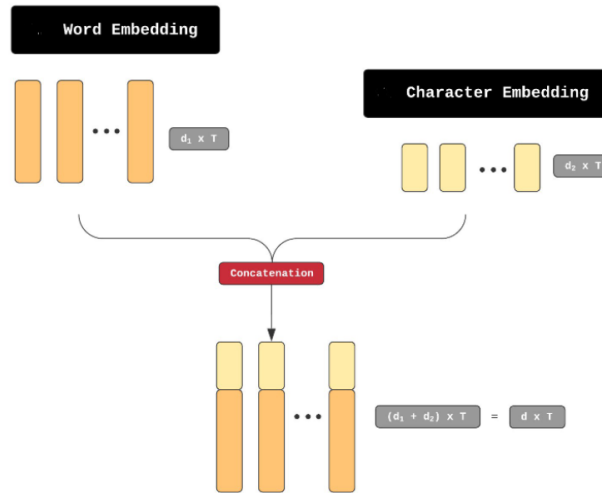 Word Embedding
Character Embedding
d₁ x T
d₂ x T
Concatenation
(d₁ + d₂) x T = d x T